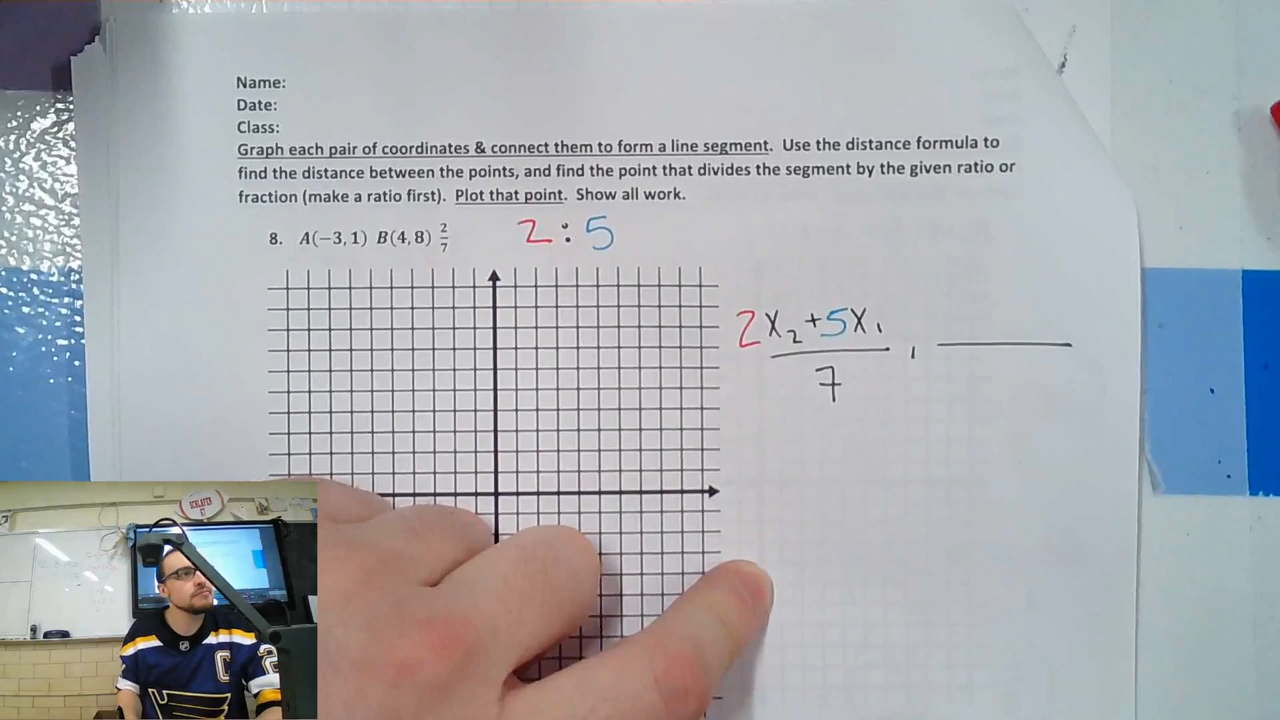 Name:
Date:
Class:
Graph each pair of coordinates & connect them to form a line segment. Use the distance formula to
find the distance between the points, and find the point that divides the segment by the given ratio or
fraction (make a ratio first). Plot that point. Show all work.
8. A(−3,1) B(4,8) 2/7 2:5
2x₂+5x₁
7
,
SCHLAFER
67
C
2